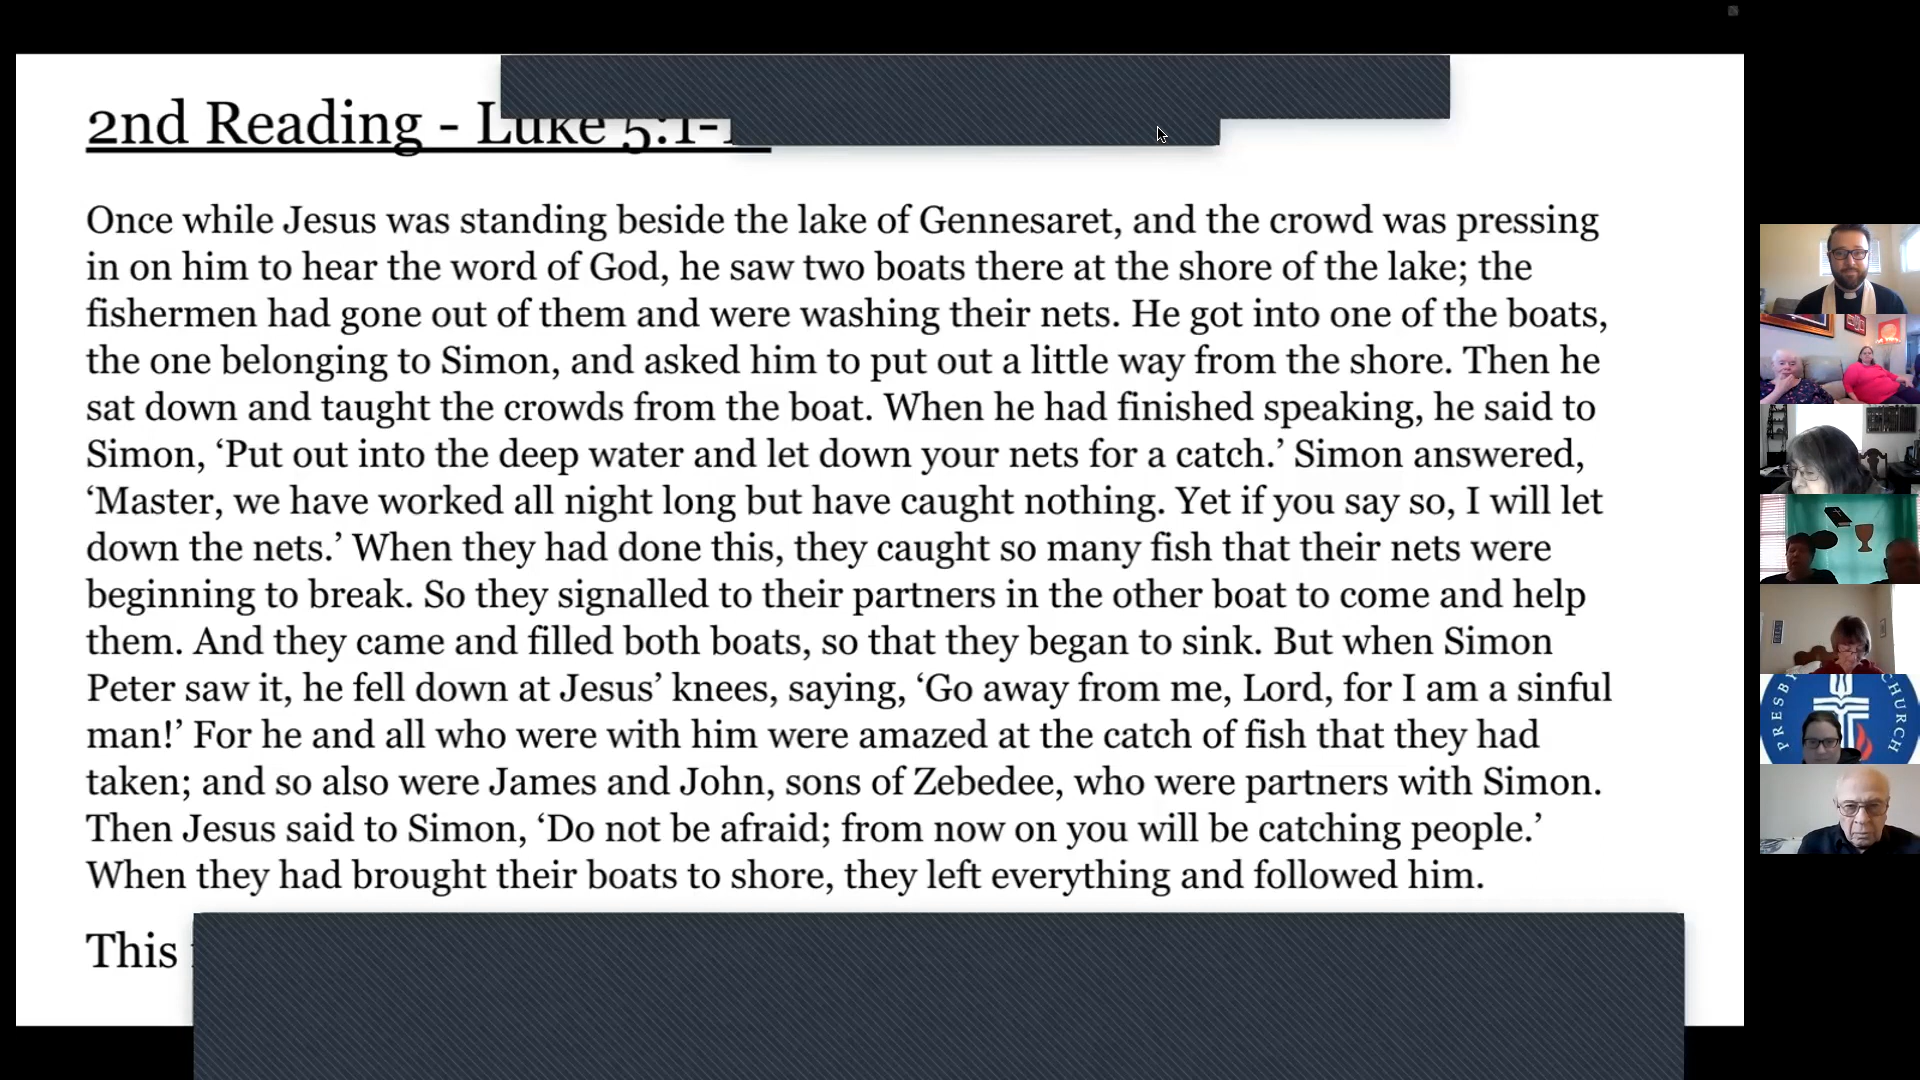 2nd Reading - Luke 5:1-
Once while Jesus was standing beside the lake of Gennesaret, and the crowd was pressing
in on him to hear the word of God, he saw two boats there at the shore of the lake; the
fishermen had gone out of them and were washing their nets. He got into one of the boats,
the one belonging to Simon, and asked him to put out a little way from the shore. Then he
sat down and taught the crowds from the boat. When he had finished speaking, he said to
Simon, ‘Put out into the deep water and let down your nets for a catch.’ Simon answered,
‘Master, we have worked all night long but have caught nothing. Yet if you say so, I will let
down the nets.’ When they had done this, they caught so many fish that their nets were
beginning to break. So they signalled to their partners in the other boat to come and help
them. And they came and filled both boats, so that they began to sink. But when Simon
Peter saw it, he fell down at Jesus’ knees, saying, ‘Go away from me, Lord, for I am a sinful
man!’ For he and all who were with him were amazed at the catch of fish that they had
taken; and so also were James and John, sons of Zebedee, who were partners with Simon.
Then Jesus said to Simon, ‘Do not be afraid; from now on you will be catching people.’
When they had brought their boats to shore, they left everything and followed him.
This
PRESB
CHURCH